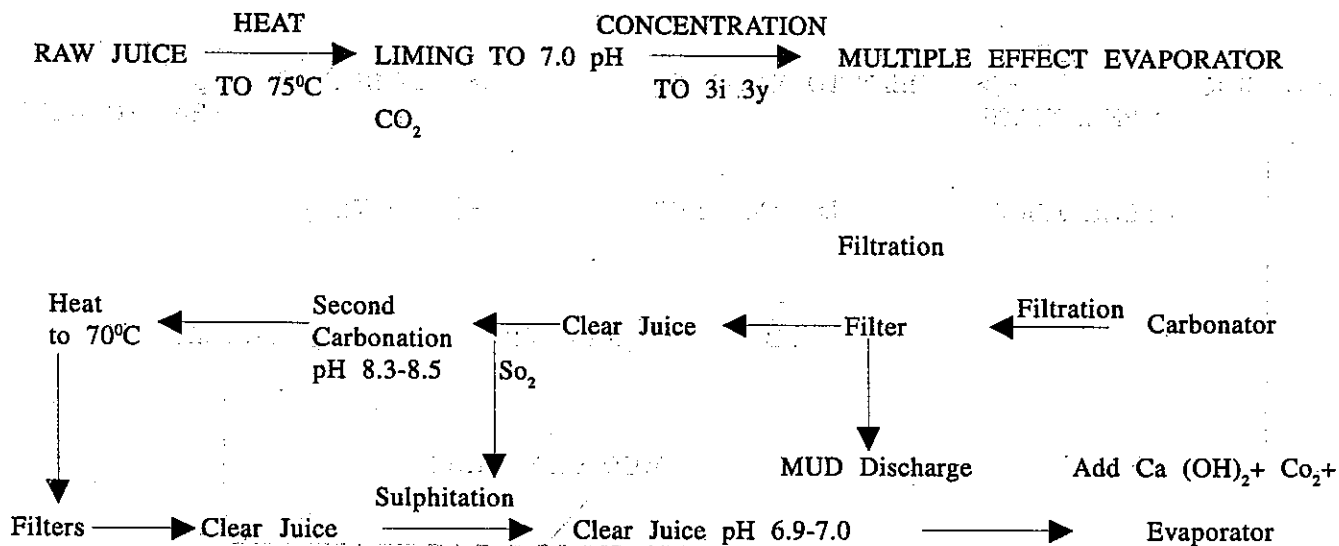 HEAT
CONCENTRATION
RAW JUICE
LIMING TO 7.0 pH
MULTIPLE EFFECT EVAPORATOR
TO 75⁰C
TO 3i .3y
CO₂
Filtration
Heat
to 70⁰C
Second
Carbonation
pH 8.3-8.5
Clear Juice
Filter
Filtration
Carbonator
So₂
MUD Discharge
Add Ca (OH)₂+ Co₂+
Sulphitation
Filters
Clear Juice
Clear Juice pH 6.9-7.0
Evaporator